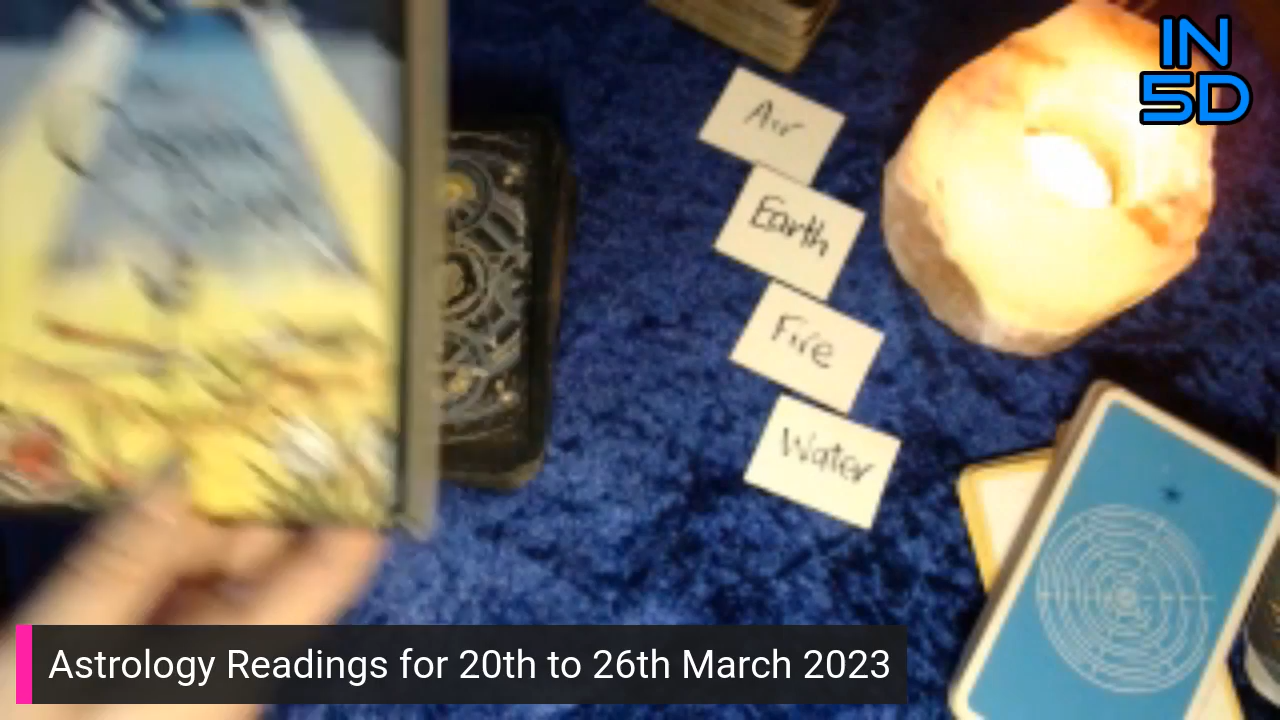 IN
5D
Air
Earth
Fire
Water
Astrology Readings for 20th to 26th March 2023